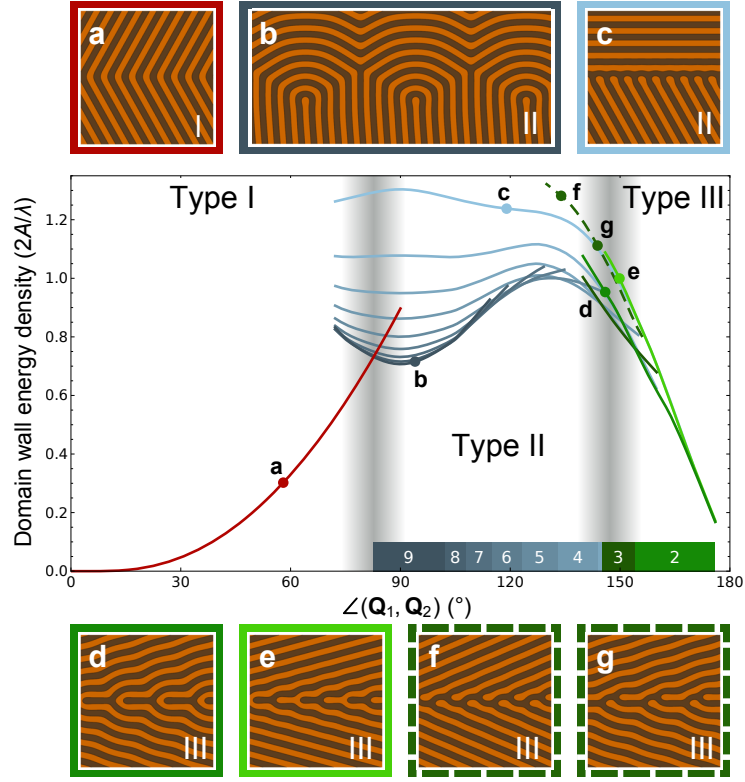 a
b
c
I
II
II
Domain wall energy density (2A/λ)
Type I
Type II
Type III
1.2
1.0
0.8
0.6
0.4
0.2
0.0
a
b
c
d
e
f
g
9 8 7 6 5 4 3 2
0 30 60 90 120 150 180
∠(Q₁, Q₂) (°)
d
e
f
g
III
III
III
III